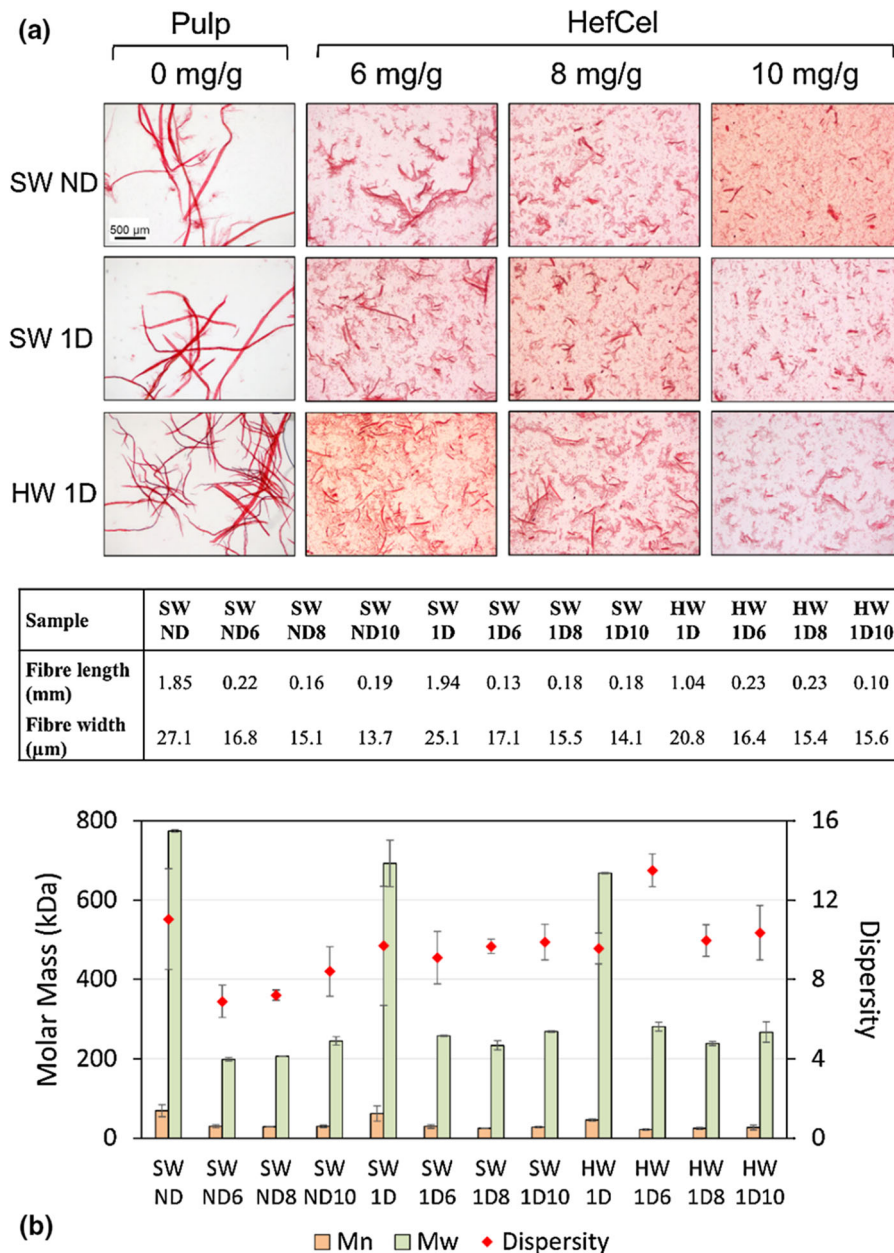 (a)
Pulp HefCel
0 mg/g 6 mg/g 8 mg/g 10 mg/g
SW ND
500 µm
SW 1D
HW 1D
Sample SW ND SW ND6 SW ND8 SW ND10 SW 1D SW 1D6 SW 1D8 SW 1D10 HW 1D HW 1D6 HW 1D8 HW 1D10
Fibre length (mm) 1.85 0.22 0.16 0.19 1.94 0.13 0.18 0.18 1.04 0.23 0.23 0.10
Fibre width (µm) 27.1 16.8 15.1 13.7 25.1 17.1 15.5 14.1 20.8 16.4 15.4 15.6
Molar Mass (kDa)
800
600
400
200
0
16
12
8
4
0
Dispersity
SW SW SW SW SW SW SW SW HW HW HW HW
ND ND6 ND8 ND10 1D 1D6 1D8 1D10 1D 1D6 1D8 1D10
(b)
Mn Mw Dispersity